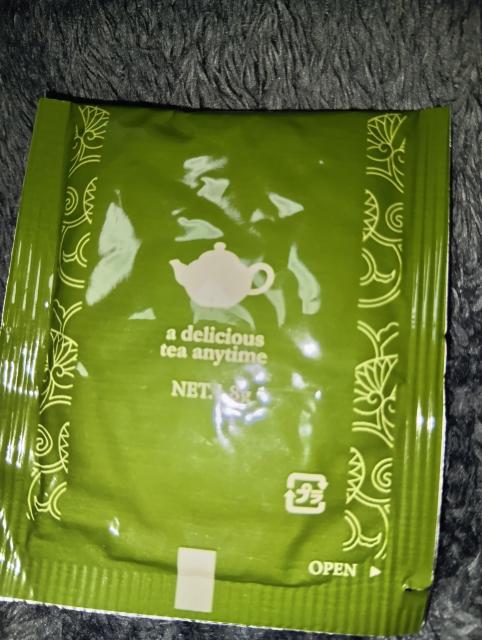 a delicious
tea anytime
NET.
プラ
OPEN